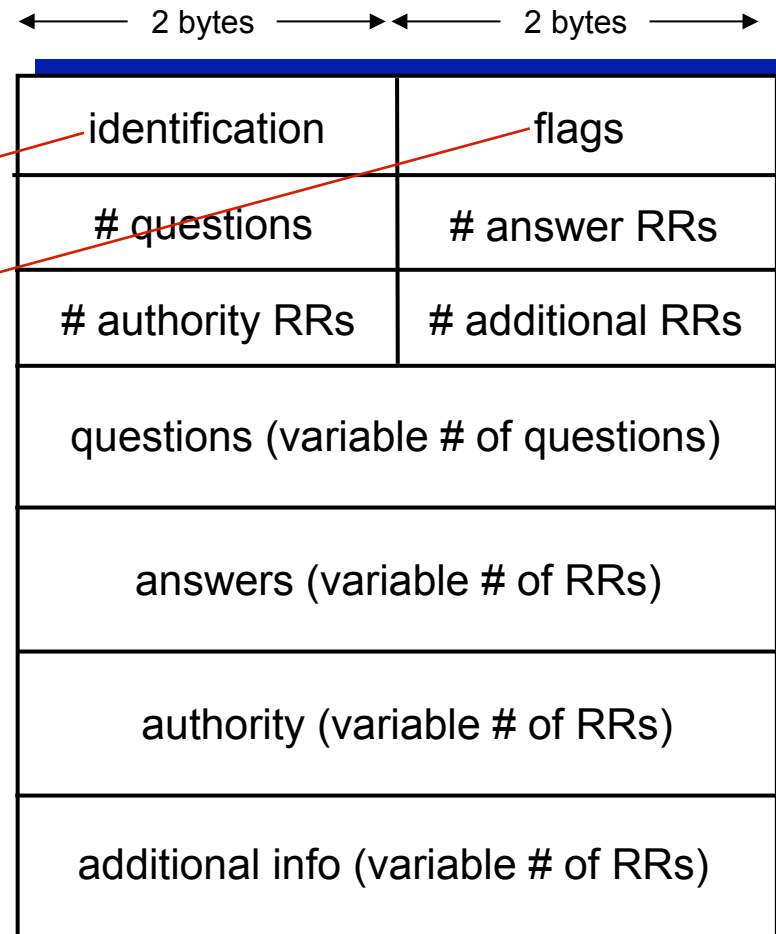 2 bytes 2 bytes
identification flags
# questions # answer RRs
# authority RRs # additional RRs
questions (variable # of questions)
answers (variable # of RRs)
authority (variable # of RRs)
additional info (variable # of RRs)